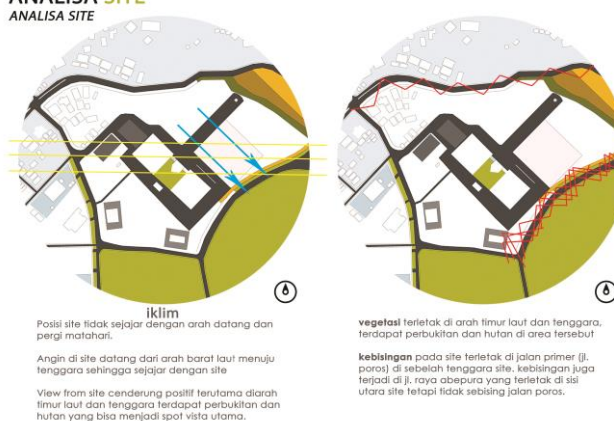 ANALISA SITE
ANALISA SITE
iklim
Posisi site tidak sejajar dengan arah datang dan
pergi matahari.
Angin di site datang dari arah barat laut menuju
tenggara sehingga sejajar dengan site
View from site cenderung positif terutama diarah
timur laut dan tenggara terdapat perbukitan dan
hutan yang bisa menjadi spot vista utama.
vegetasi terletak di arah timur laut dan tenggara,
terdapat perbukitan dan hutan di area tersebut
kebisingan pada site terletak di jalan primer (jl.
poros) di sebelah tenggara site. kebisingan juga
terjadi di jl. raya abepura yang terletak di sisi
utara site tetapi tidak sebising jalan poros.